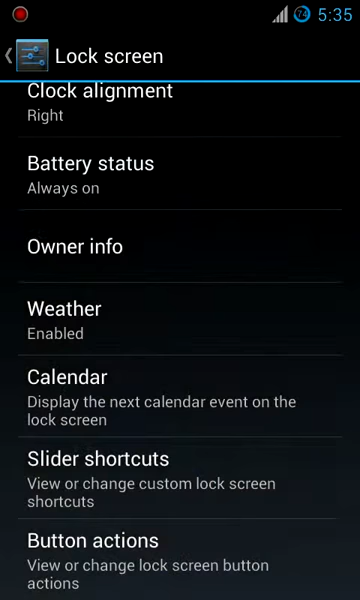 74 5:35
Lock screen
Clock alignment
Right
Battery status
Always on
Owner info
Weather
Enabled
Calendar
Display the next calendar event on the
lock screen
Slider shortcuts
View or change custom lock screen
shortcuts
Button actions
View or change lock screen button
actions